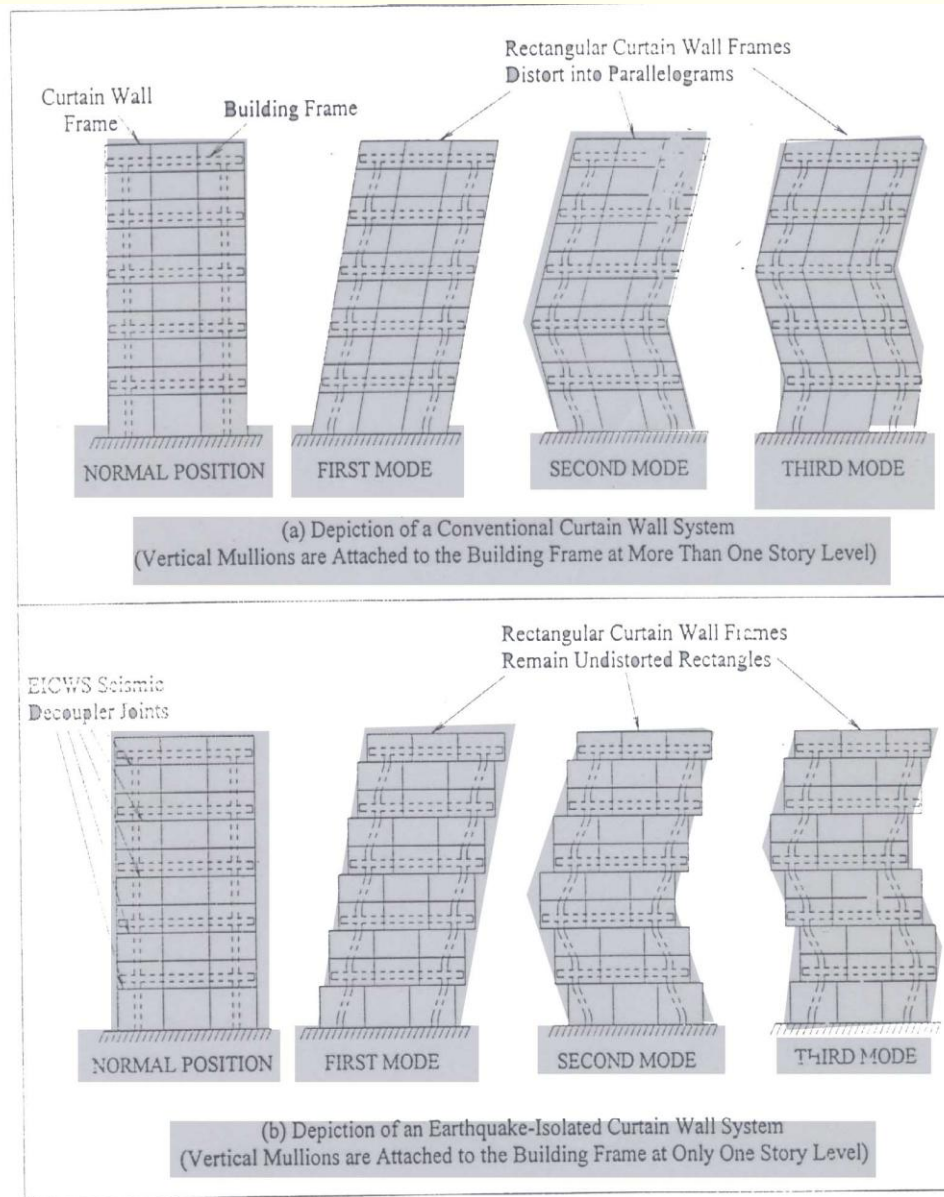 Rectangular Curtain Wall Frames
Distort into Parallelograms
Curtain Wall
Frame
Building Frame
NORMAL POSITION
FIRST MODE
SECOND MODE
THIRD MODE
(a) Depiction of a Conventional Curtain Wall System
(Vertical Mullions are Attached to the Building Frame at More Than One Story Level)
Rectangular Curtain Wall Frames
Remain Undistorted Rectangles
EICWS Seismic
Decoupler Joints
NORMAL POSITION
FIRST MODE
SECOND MODE
THIRD MODE
(b) Depiction of an Earthquake-Isolated Curtain Wall System
(Vertical Mullions are Attached to the Building Frame at Only One Story Level)